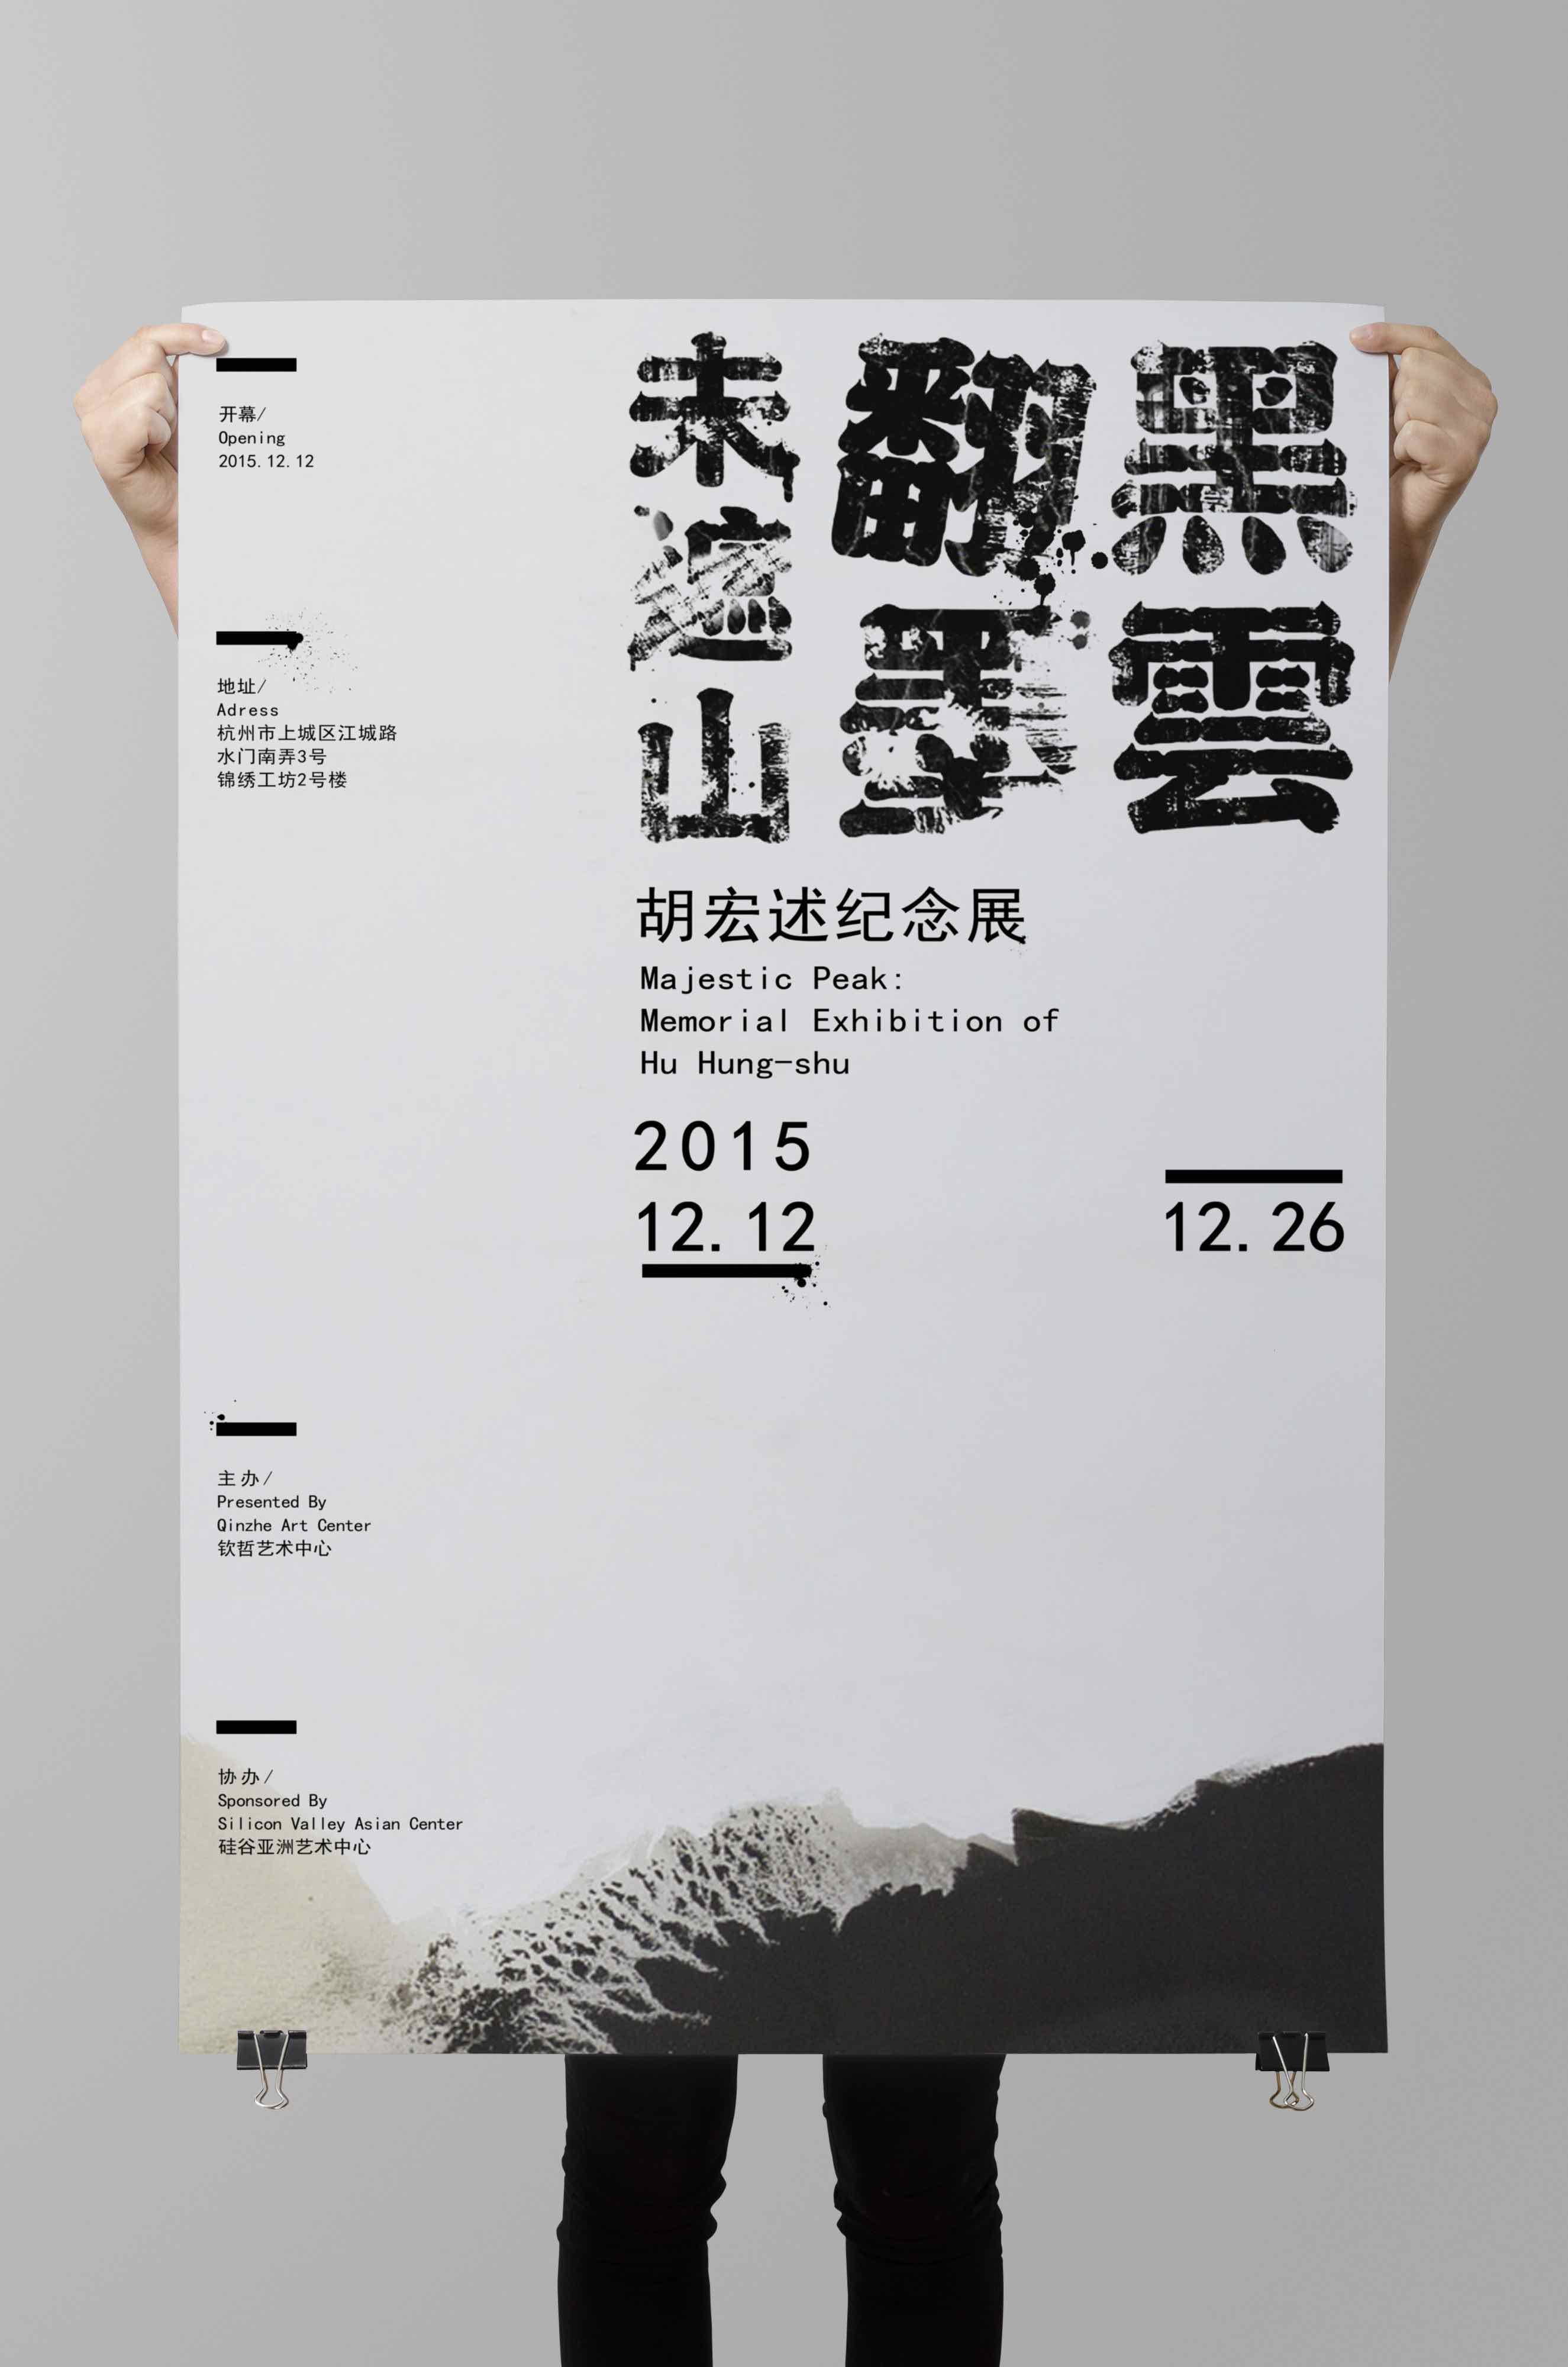 黑雲
翻墨
未遮山
胡宏述纪念展
Majestic Peak:
Memorial Exhibition of
Hu Hung-shu
2015
12.12
12.26
开幕/
Opening
2015.12.12
地址/
Adress
杭州市上城区江城路
水门南弄3号
锦绣工坊2号楼
主办/
Presented By
Qinzhe Art Center
钦哲艺术中心
协办/
Sponsored By
Silicon Valley Asian Center
硅谷亚洲艺术中心